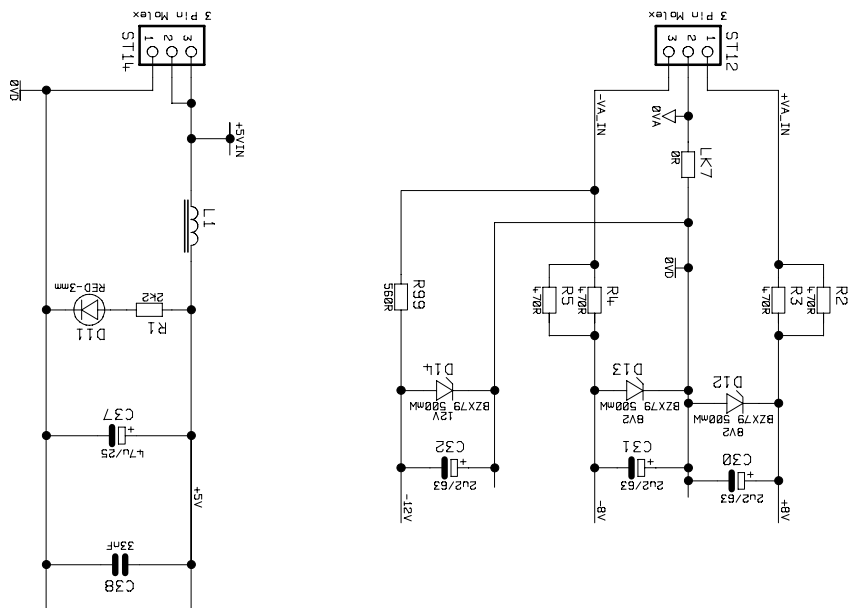 3 Pin Molex
ST14
1 2 3
0VD
+5VIN
L1
RED-3mm
D11
2k2
R1
C37
47u/25
+5V
33nF
C38
3 Pin Molex
ST12
3 2 1
-VA_IN
0VA
+VA_IN
LK7
0R
0VD
R99
560R
R5
470R
R4
470R
R3
470R
R2
470R
D14
BZX79
500mW
12V
D13
BZX79
500mW
8V2
D12
BZX79
500mW
8V2
C32
2u2/63
C31
2u2/63
C30
2u2/63
-12V
-8V
+8V